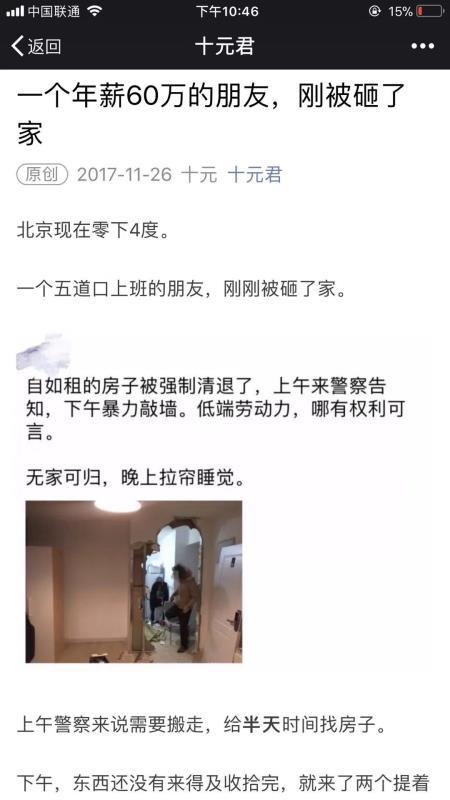 中国联通
下午10:46
15%
返回
十元君
一个年薪60万的朋友，刚被砸了
家
原创 2017-11-26 十元 十元君
北京现在零下4度。
一个五道口上班的朋友，刚刚被砸了家。
自如租的房子被强制清退了，上午来警察告
知，下午暴力敲墙。低端劳动力，哪有权利可
言。
无家可归，晚上拉帘睡觉。
上午警察来说需要搬走，给半天时间找房子。
下午，东西还没有来得及收拾完，就来了两个提着